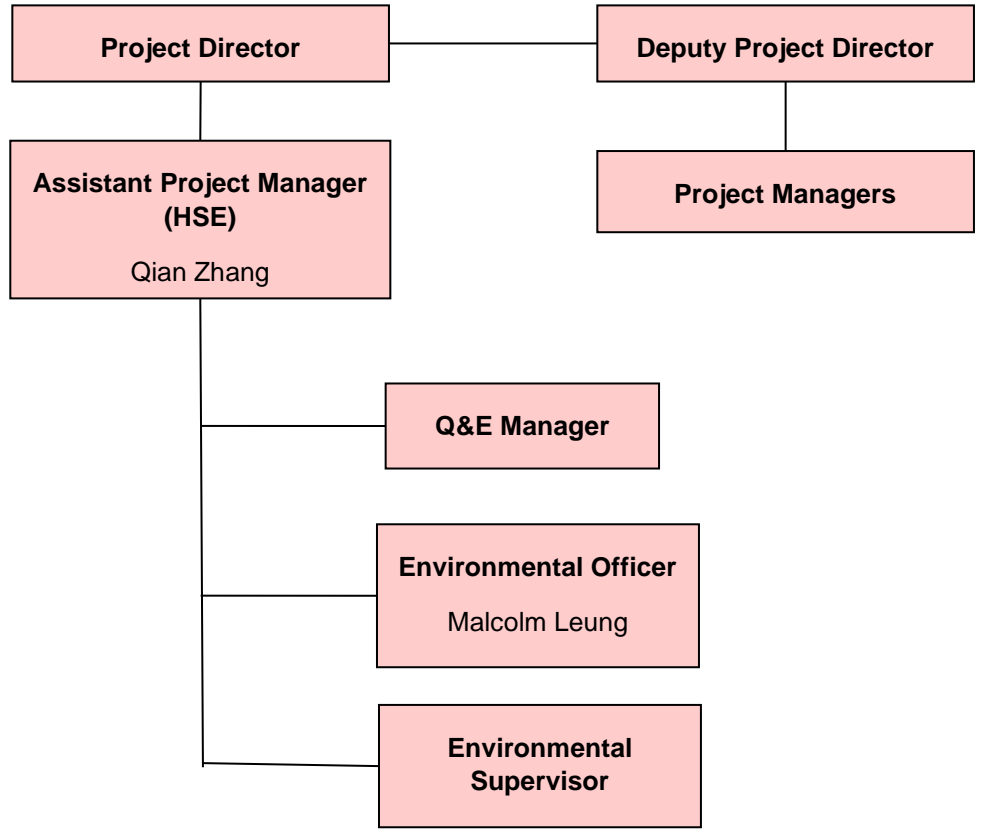 Project Director
Deputy Project Director
Assistant Project Manager
(HSE)
Qian Zhang
Project Managers
Q&E Manager
Environmental Officer
Malcolm Leung
Environmental
Supervisor